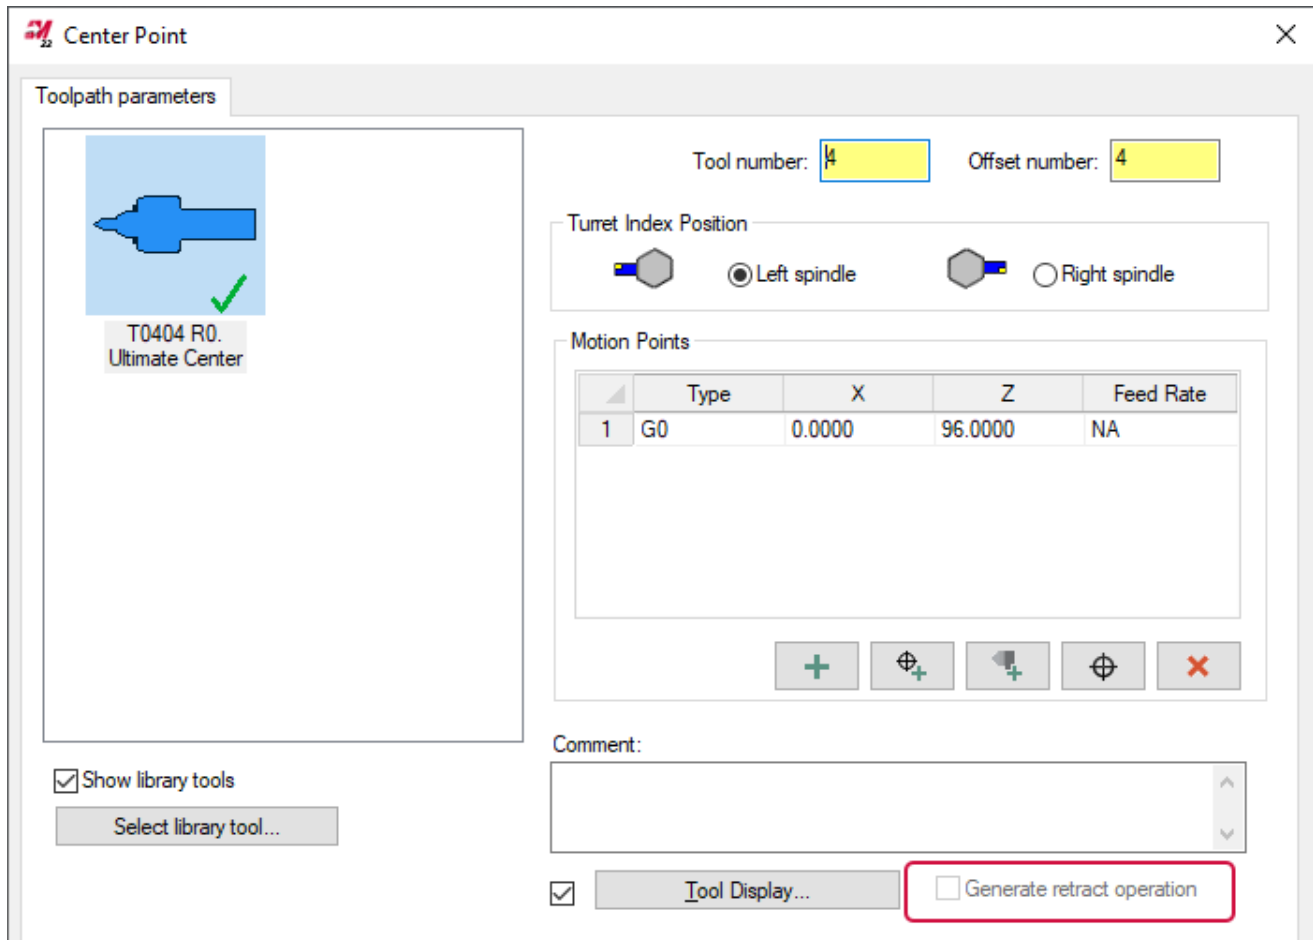 22 Center Point
Toolpath parameters
T0404 R0.
Ultimate Center
Show library tools
Select library tool...
Tool number: 4 Offset number: 4
Turret Index Position
Left spindle Right spindle
Motion Points
Type X Z Feed Rate
1 G0 0.0000 96.0000 NA
Comment:
Tool Display... Generate retract operation